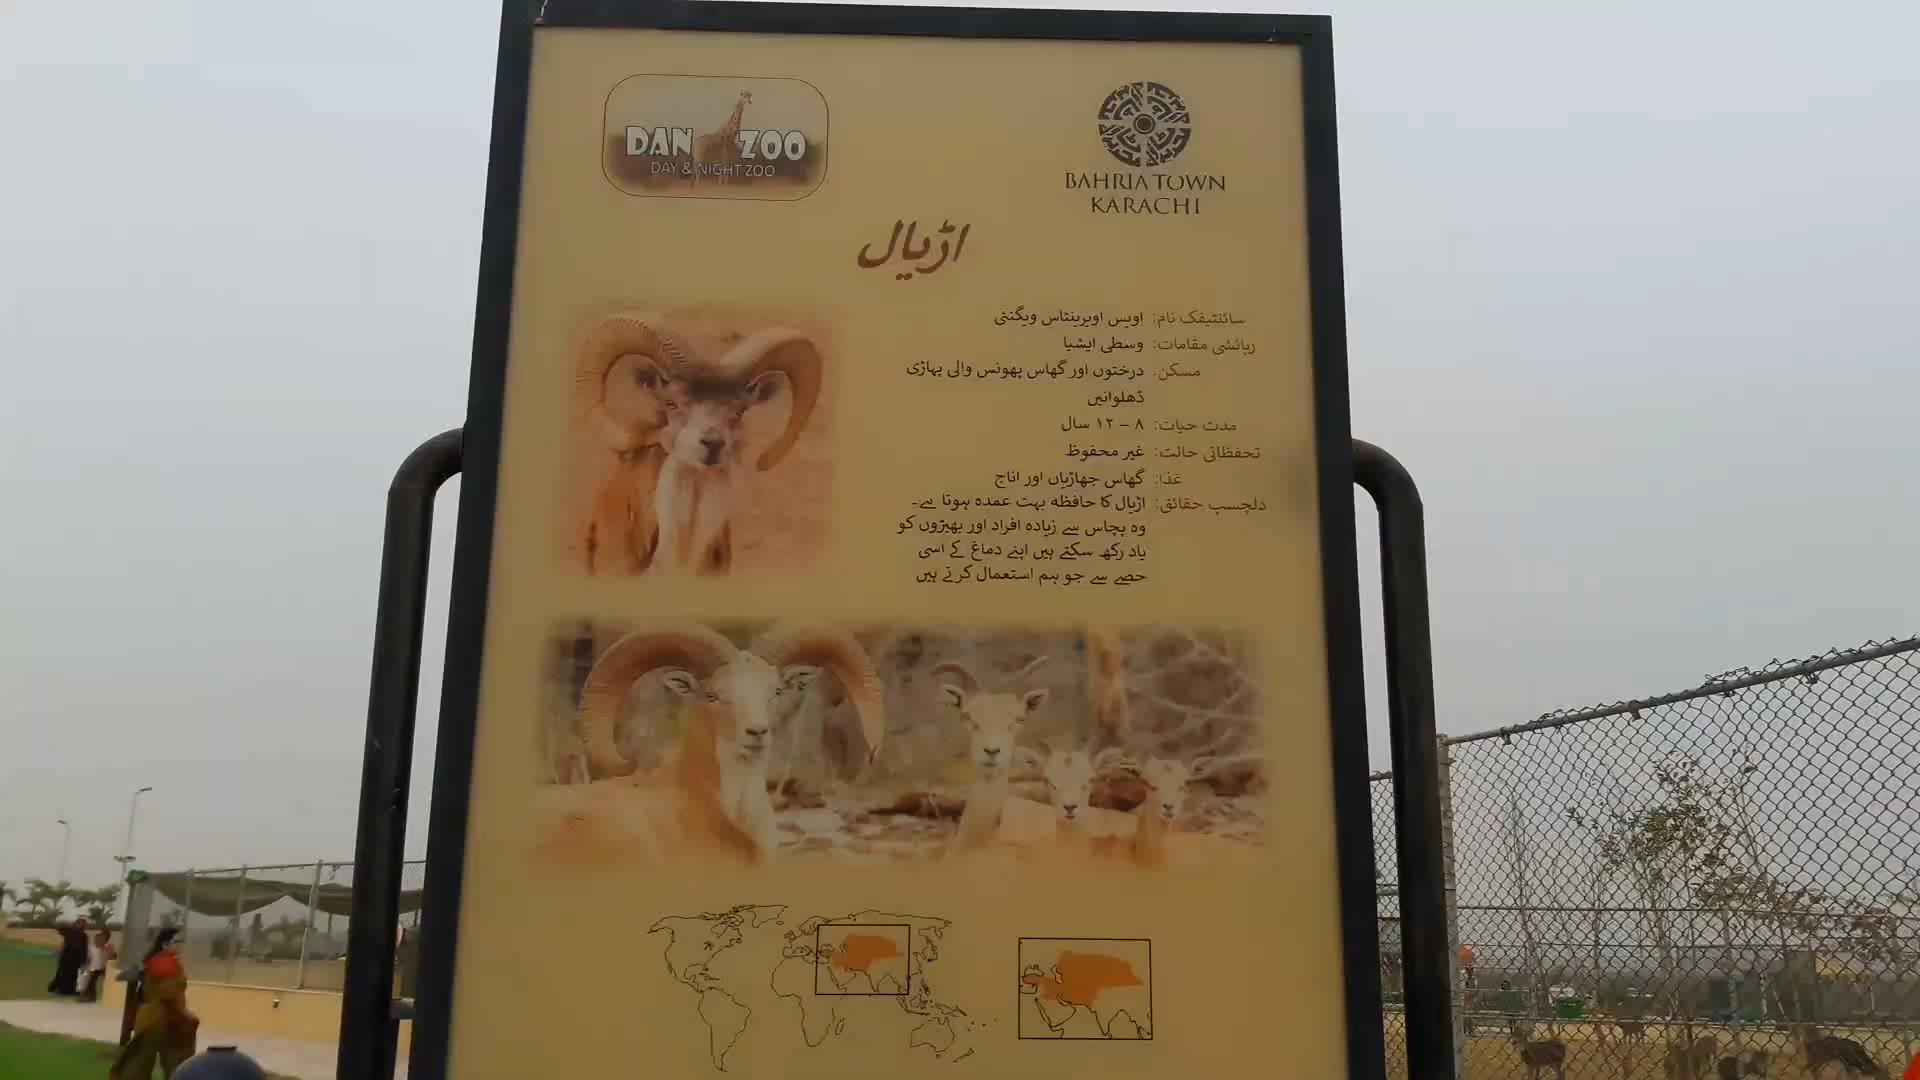 DAN ZOO
DAY & NIGHT ZOO
BAHRIA TOWN
KARACHI
اڑیال
سائنٹیفک نام: اویس اویرینٹاس ویگنئی
رہائشی مقامات: وسطی ایشیا
مسکن: درختوں اور گھاس پھونس والی پہاڑی
ڈھلوانیں
مدت حیات: ۸ – ۱۲ سال
تحفظاتی حالت: غیر محفوظ
غذا: گھاس جھاڑیاں اور اناج
دلچسپ حقائق: اڑیال کا حافظہ بہت عمدہ ہوتا ہے۔
وہ پچاس سے زیادہ افراد اور بھیڑوں کو
یاد رکھ سکتے ہیں اپنے دماغ کے اسی
حصے سے جو ہم استعمال کرتے ہیں